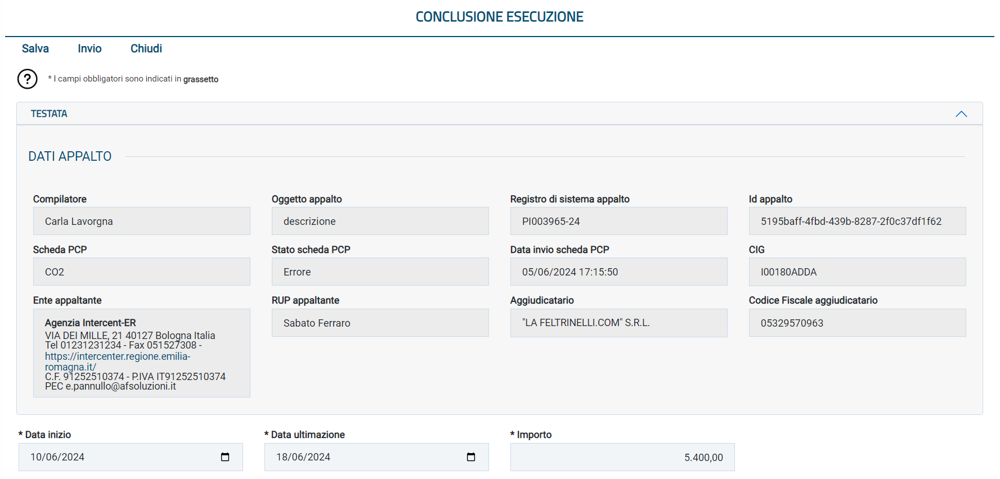 CONCLUSIONE ESECUZIONE
Salva Invio Chiudi
* I campi obbligatori sono indicati in grassetto
TESTATA
DATI APPALTO
Compilatore Oggetto appalto Registro di sistema appalto Id appalto
Carla Lavorgna descrizione PI003965-24 5195baff-4fbd-439b-8287-2f0c37df1f62
Scheda PCP Stato scheda PCP Data invio scheda PCP CIG
CO2 Errore 05/06/2024 17:15:50 I00180ADDA
Ente appaltante RUP appaltante Aggiudicatario Codice Fiscale aggiudicatario
Agenzia Intercent-ER Sabato Ferraro "LA FELTRINELLI.COM" S.R.L. 05329570963
VIA DEI MILLE, 21 40127 Bologna Italia
Tel 01231231234 - Fax 051527308 -
https://intercenter.regione.emilia-
romagna.it/
C.F. 91252510374 - P.IVA IT91252510374
PEC e.pannullo@afsoluzioni.it
* Data inizio * Data ultimazione * Importo
10/06/2024 18/06/2024 5.400,00